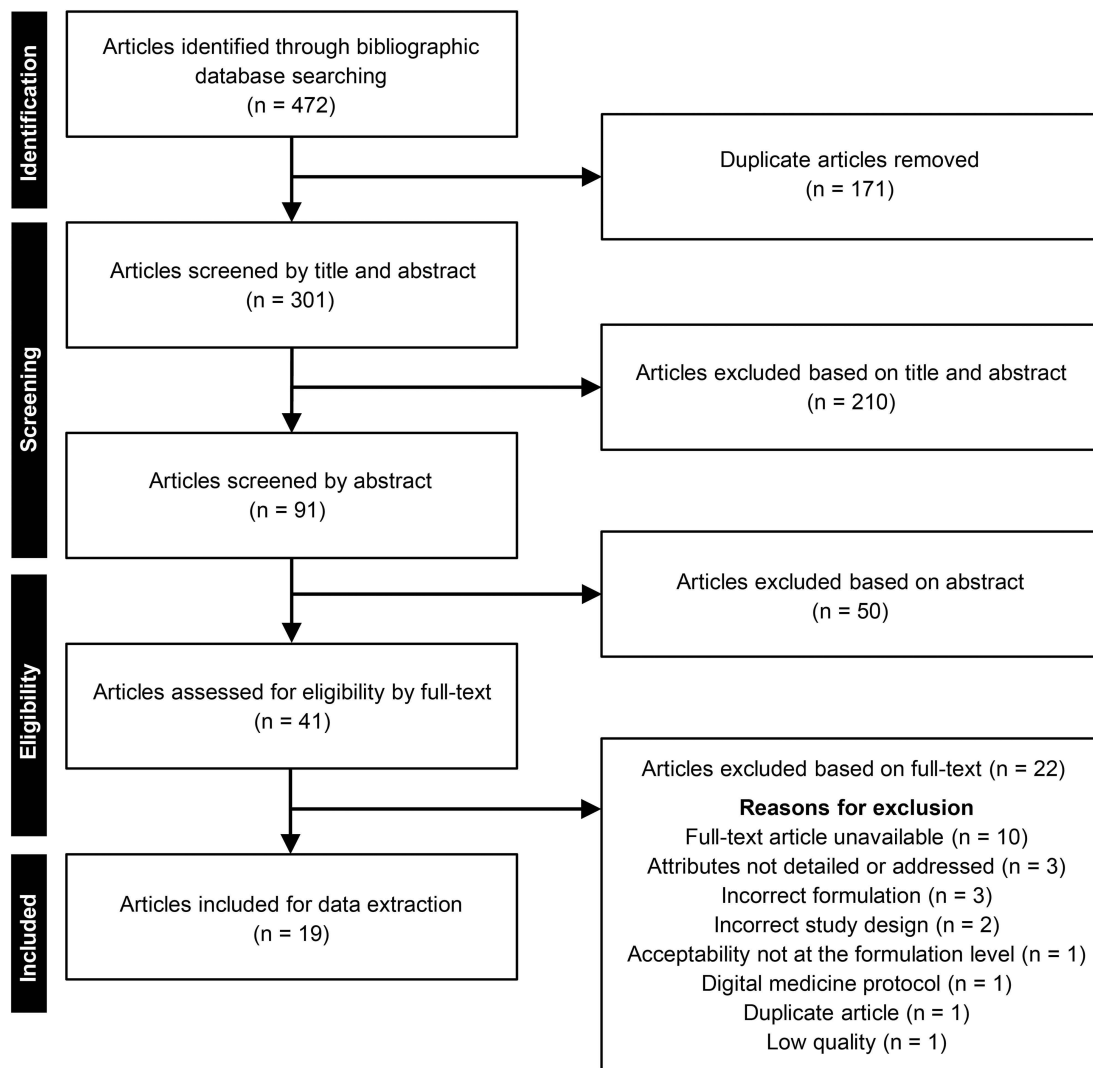 Identification
Articles identified through bibliographic
database searching
(n = 472)
Duplicate articles removed
(n = 171)
Screening
Articles screened by title and abstract
(n = 301)
Articles excluded based on title and abstract
(n = 210)
Articles screened by abstract
(n = 91)
Articles excluded based on abstract
(n = 50)
Eligibility
Articles assessed for eligibility by full-text
(n = 41)
Articles excluded based on full-text (n = 22)
Reasons for exclusion
Full-text article unavailable (n = 10)
Attributes not detailed or addressed (n = 3)
Incorrect formulation (n = 3)
Incorrect study design (n = 2)
Acceptability not at the formulation level (n = 1)
Digital medicine protocol (n = 1)
Duplicate article (n = 1)
Low quality (n = 1)
Included
Articles included for data extraction
(n = 19)